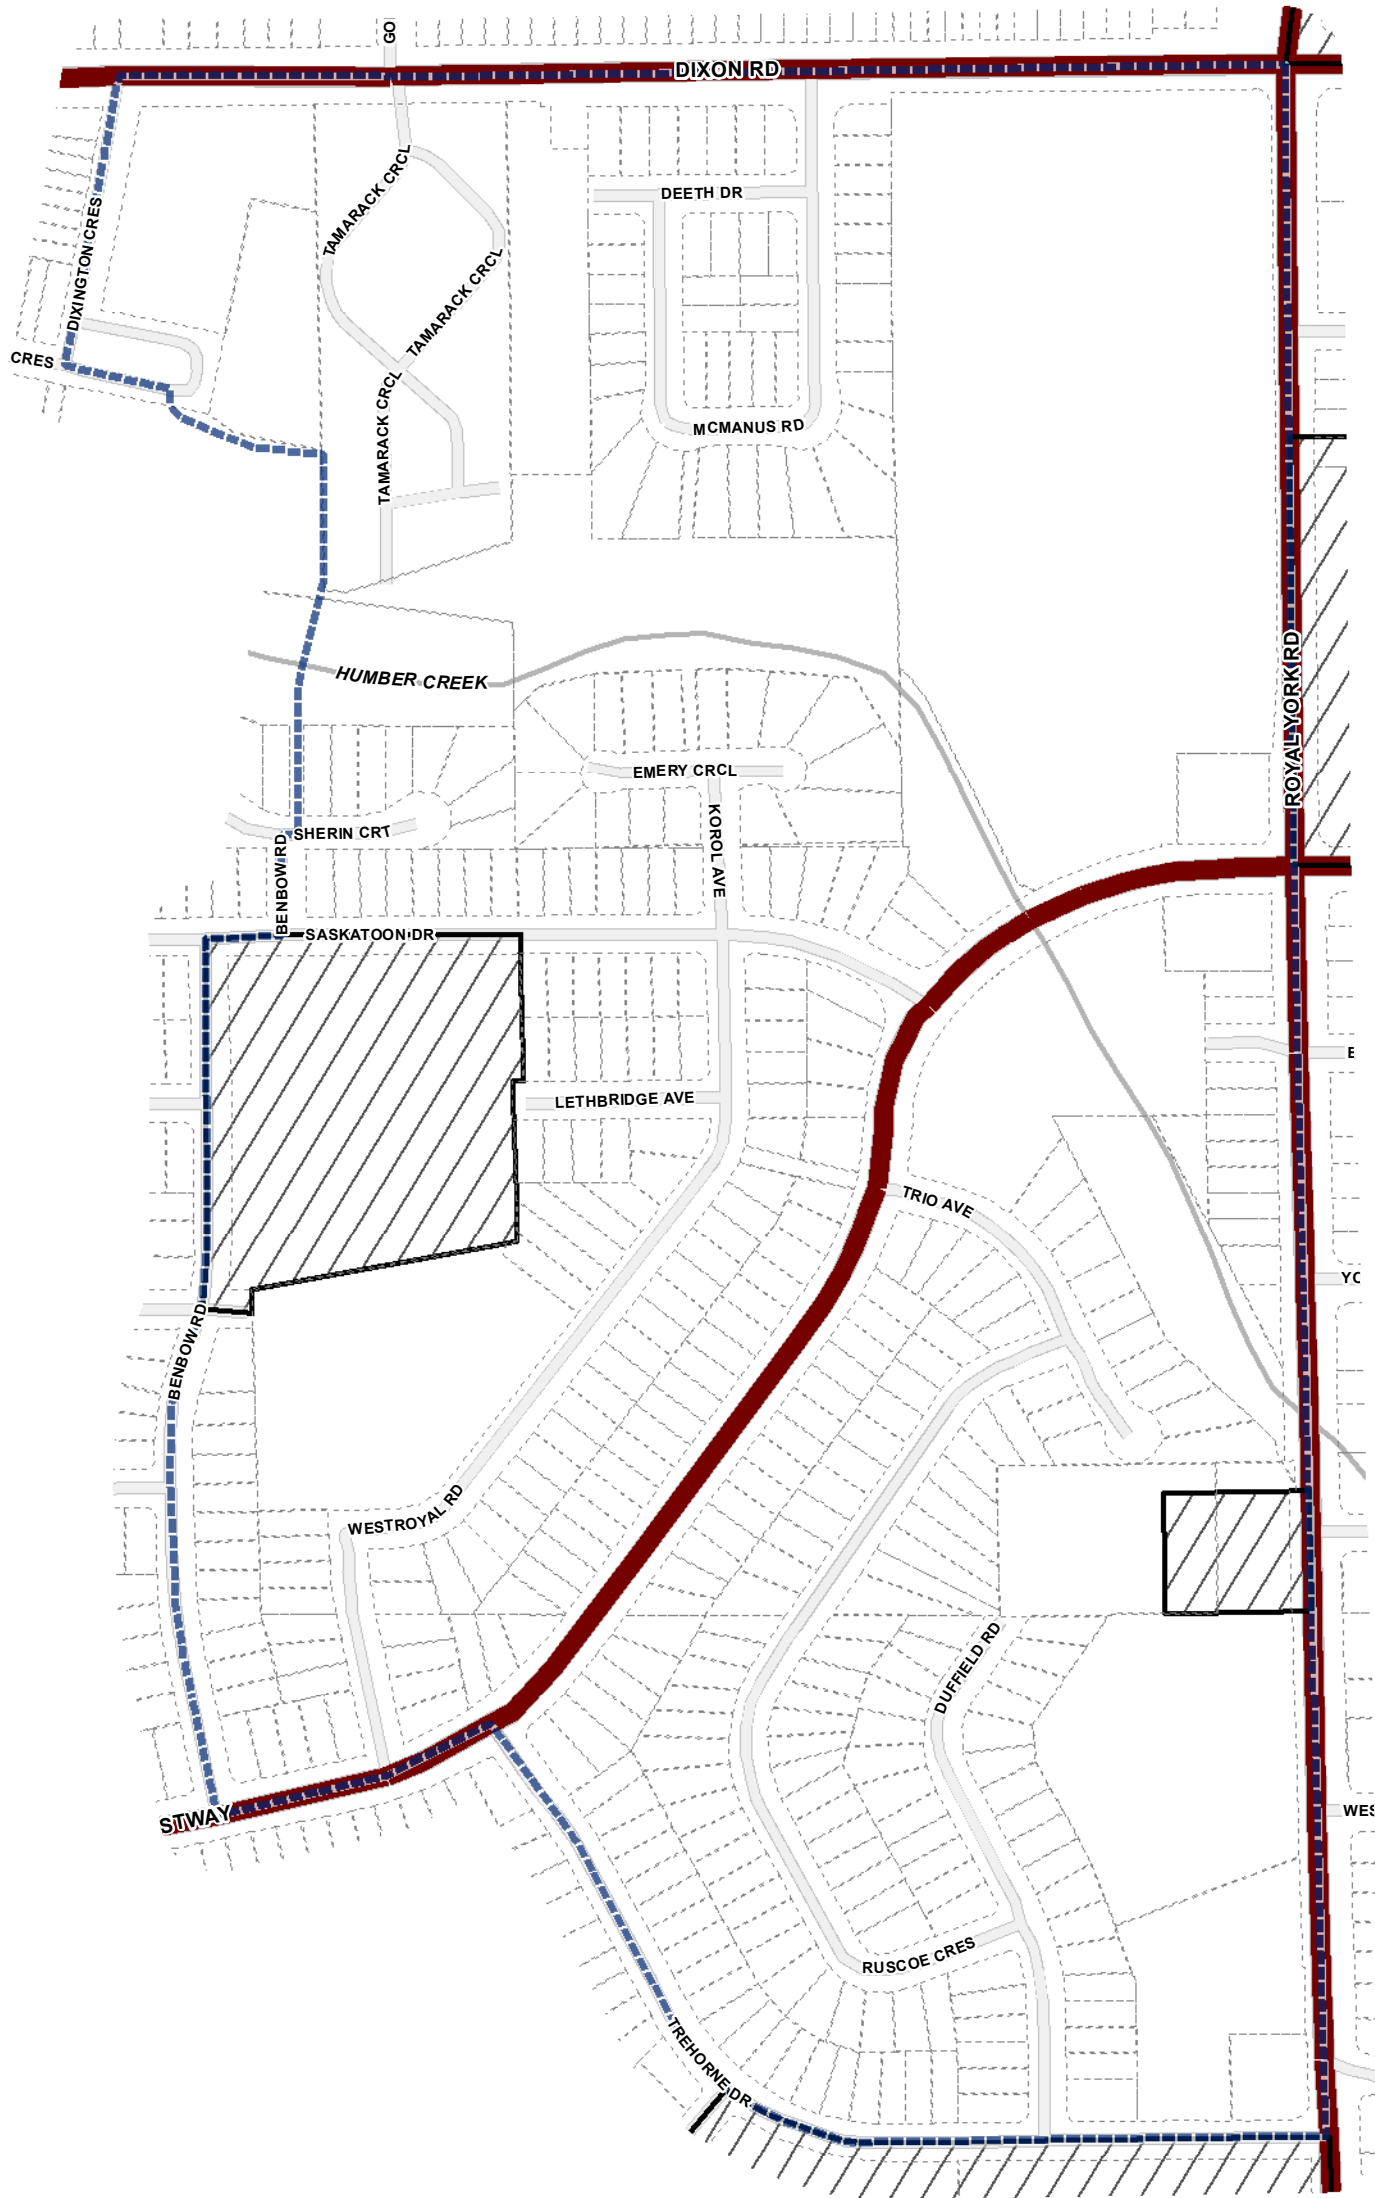 GO
DIXON RD
TAMARACK CRCL
DEETH DR
DIXINGTON CRES
TAMARACK CRCL
CRES
TAMARACK CRCL
MCMANUS RD
HUMBER CREEK
ROYAL YORK RD
EMERY CRCL
KOROL AVE
SHERIN CRT
BENBOW RD
SASKATOON DR
E
LETHBRIDGE AVE
TRIO AVE
YO
BENBOW RD
WESTROYAL RD
DUFFIELD RD
STWAY
WES
RUSCOE CRES
TREHORNE DR